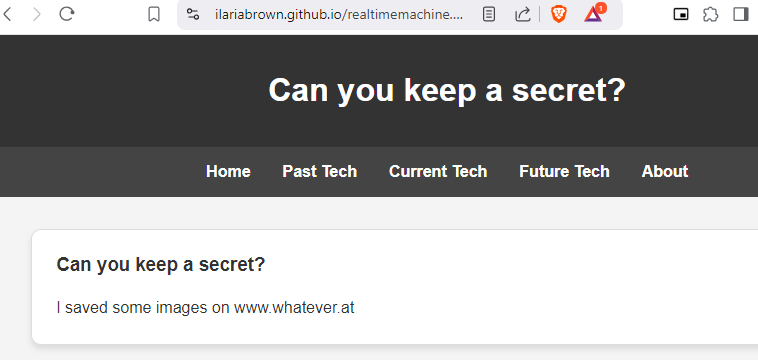 ilariabrown.github.io/realtimemachine....
1
Can you keep a secret?
Home Past Tech Current Tech Future Tech About
Can you keep a secret?
I saved some images on www.whatever.at